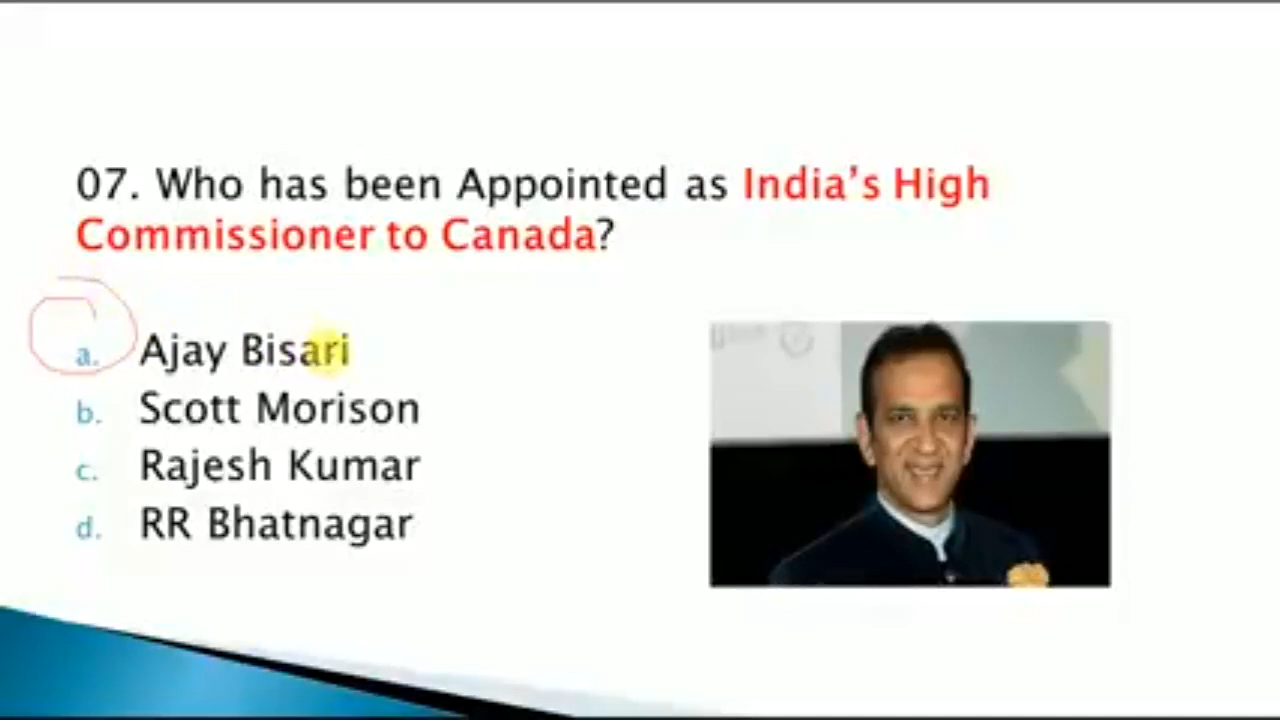 07. Who has been Appointed as India's High
Commissioner to Canada?
a. Ajay Bisari
b. Scott Morison
c. Rajesh Kumar
d. RR Bhatnagar